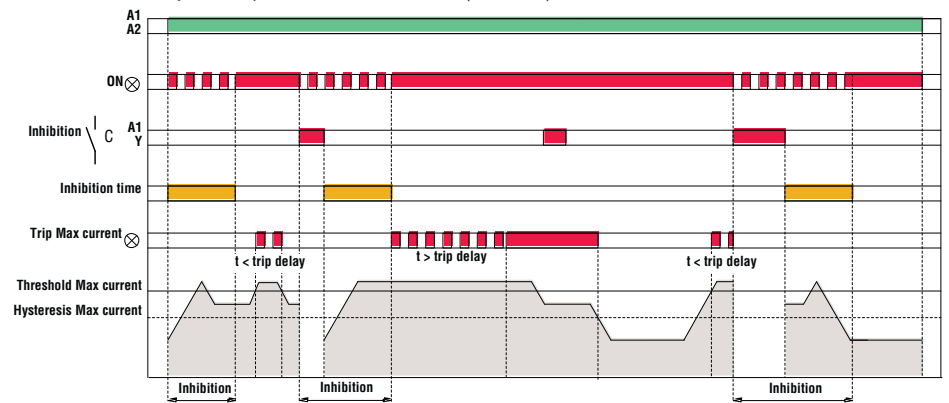 A1
A2
ON
Inhibition C A1
Y
Inhibition time
Trip Max current
t < trip delay t > trip delay t < trip delay
Threshold Max current
Hysteresis Max current
Inhibition Inhibition Inhibition